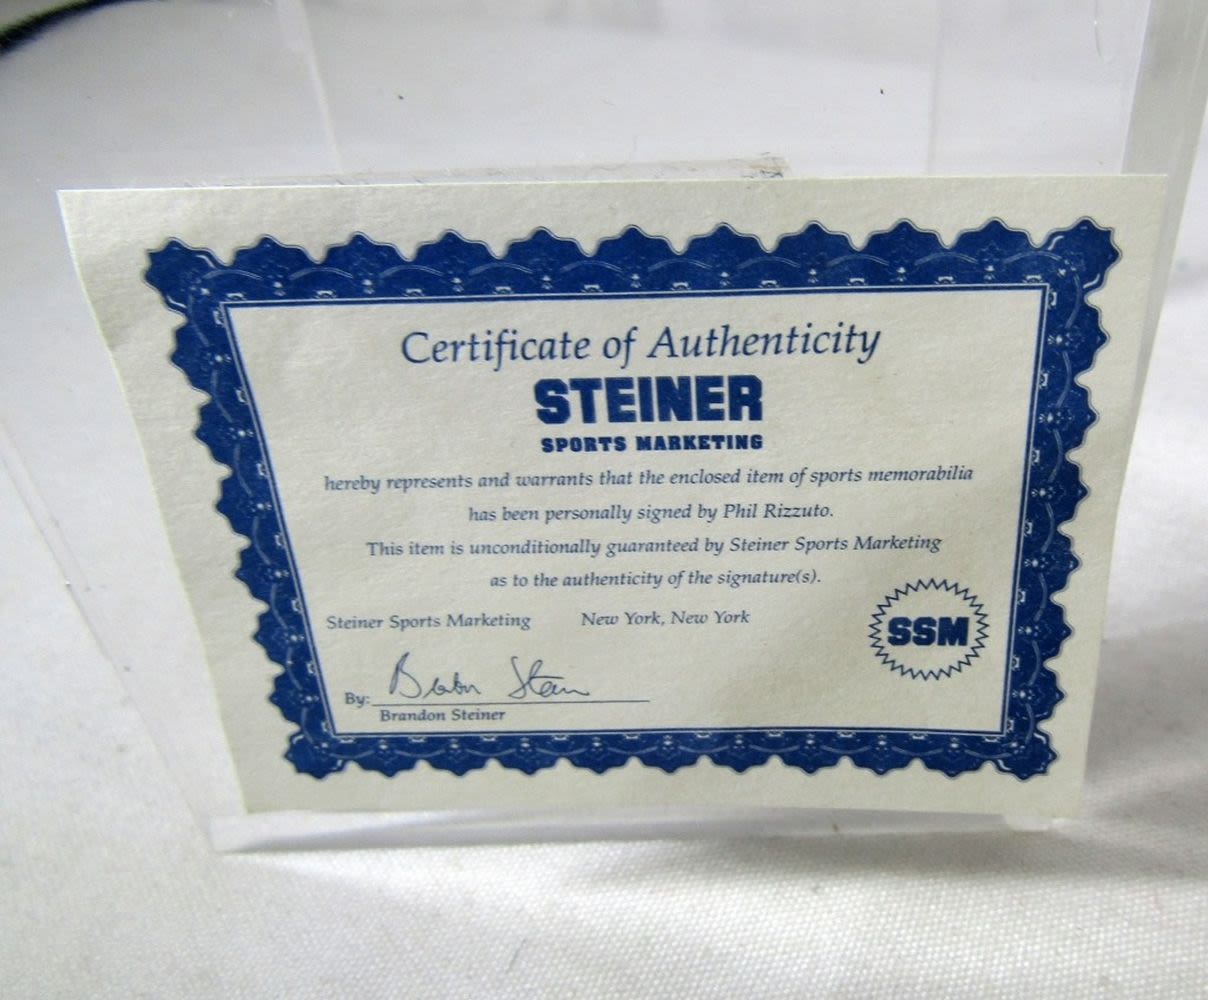 Certificate of Authenticity
STEINER
SPORTS MARKETING
hereby represents and warrants that the enclosed item of sports memorabilia
has been personally signed by Phil Rizzuto.
This item is unconditionally guaranteed by Steiner Sports Marketing
as to the authenticity of the signature(s).
Steiner Sports Marketing New York, New York
SSM
By: Brandon Steiner
Brandon Steiner